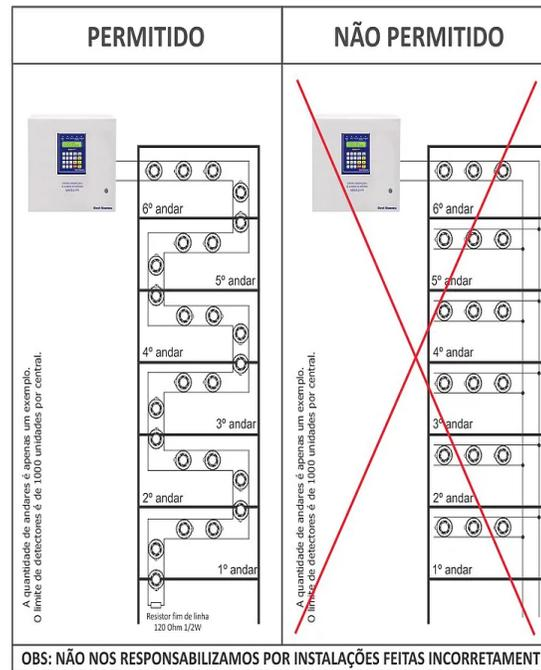 PERMITIDO
NÃO PERMITIDO
6º andar
5º andar
4º andar
3º andar
2º andar
1º andar
A quantidade de andares é apenas um exemplo.
O limite de detectores é de 1000 unidades por central.
Resistor fim de linha
120 Ohm 1/2W
6º andar
5º andar
4º andar
3º andar
2º andar
1º andar
A quantidade de andares é apenas um exemplo.
O limite de detectores é de 1000 unidades por central.
OBS: NÃO NOS RESPONSABILIZAMOS POR INSTALAÇÕES FEITAS INCORRETAMENT